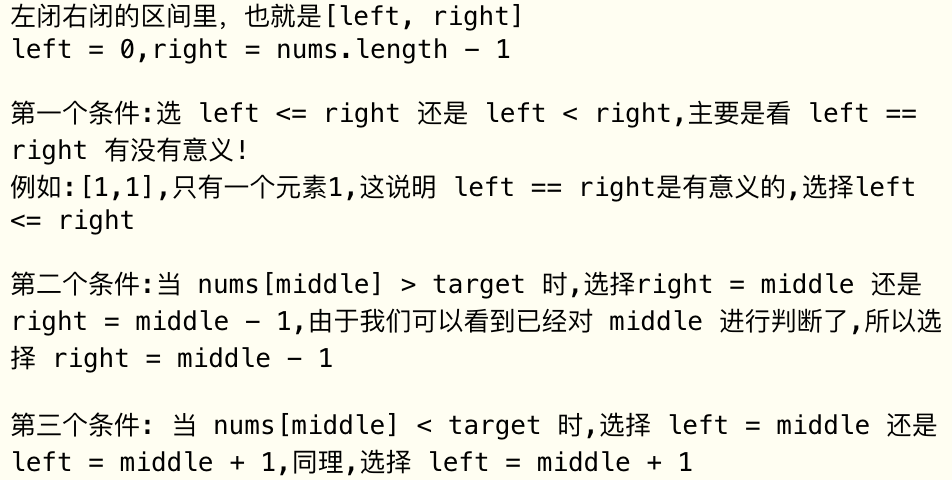 左闭右闭的区间里，也就是[left, right]
left = 0,right = nums.length - 1
第一个条件:选 left <= right 还是 left < right,主要是看 left ==
right 有没有意义!
例如:[1,1],只有一个元素1,这说明 left == right是有意义的,选择left
<= right
第二个条件:当 nums[middle] > target 时,选择right = middle 还是
right = middle - 1,由于我们可以看到已经对 middle 进行判断了,所以选
择 right = middle - 1
第三个条件: 当 nums[middle] < target 时,选择 left = middle 还是
left = middle + 1,同理,选择 left = middle + 1